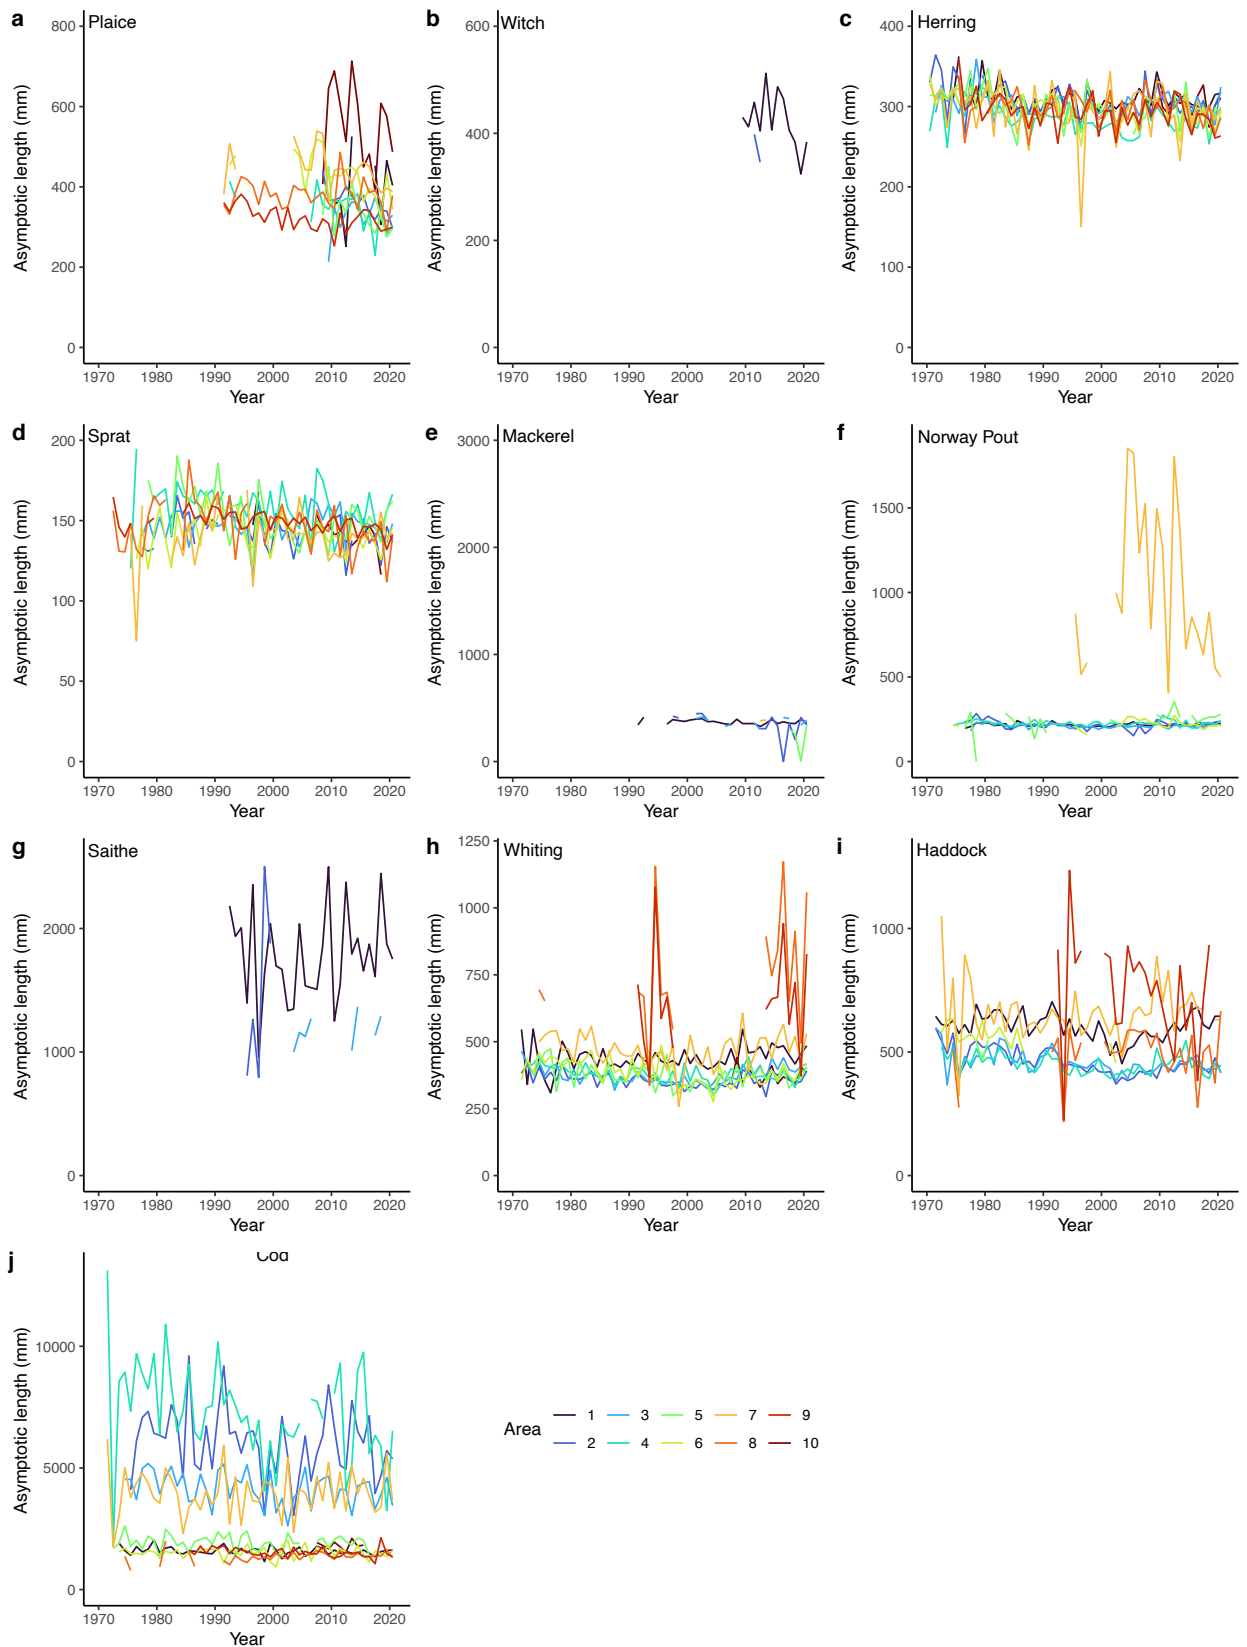 a Plaice
800
600
400
200
0
Asymptotic length (mm)
1970 1980 1990 2000 2010 2020
Year
b Witch
600
400
200
0
Asymptotic length (mm)
1970 1980 1990 2000 2010 2020
Year
c Herring
400
300
200
100
0
Asymptotic length (mm)
1970 1980 1990 2000 2010 2020
Year
d Sprat
200
150
100
50
0
Asymptotic length (mm)
1970 1980 1990 2000 2010 2020
Year
e Mackerel
3000
2000
1000
0
Asymptotic length (mm)
1970 1980 1990 2000 2010 2020
Year
f Norway Pout
1500
1000
500
0
Asymptotic length (mm)
1970 1980 1990 2000 2010 2020
Year
g Saithe
2000
1000
0
Asymptotic length (mm)
1970 1980 1990 2000 2010 2020
Year
h Whiting
1250
1000
750
500
250
0
Asymptotic length (mm)
1970 1980 1990 2000 2010 2020
Year
i Haddock
1000
500
0
Asymptotic length (mm)
1970 1980 1990 2000 2010 2020
Year
j Cod
10000
5000
0
Asymptotic length (mm)
1970 1980 1990 2000 2010 2020
Year
Area
1 3 5 7 9
2 4 6 8 10